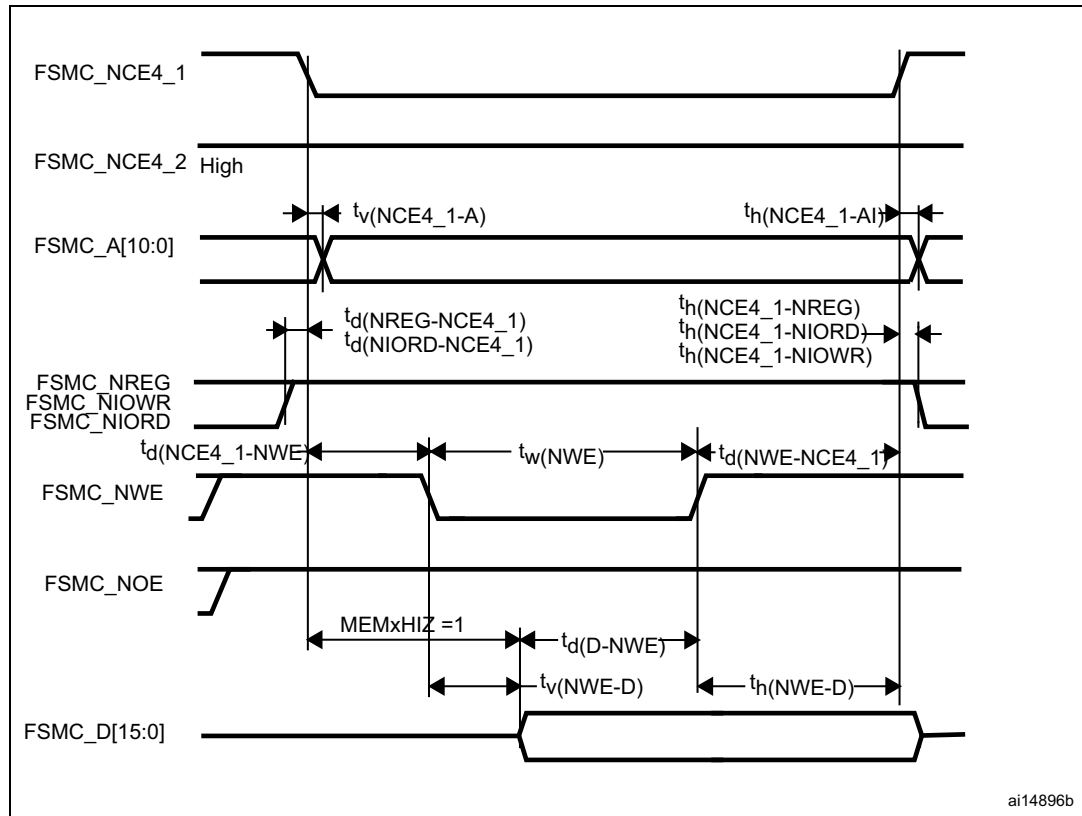 FSMC_NCE4_1
FSMC_NCE4_2 High
tv(NCE4_1-A)
th(NCE4_1-AI)
FSMC_A[10:0]
td(NREG-NCE4_1)
td(NIORD-NCE4_1)
th(NCE4_1-NREG)
th(NCE4_1-NIORD)
th(NCE4_1-NIOWR)
FSMC_NREG
FSMC_NIOWR
FSMC_NIORD
td(NCE4_1-NWE)
tw(NWE)
td(NWE-NCE4_1)
FSMC_NWE
FSMC_NOE
MEMxHIZ =1
td(D-NWE)
tv(NWE-D)
th(NWE-D)
FSMC_D[15:0]
ai14896b